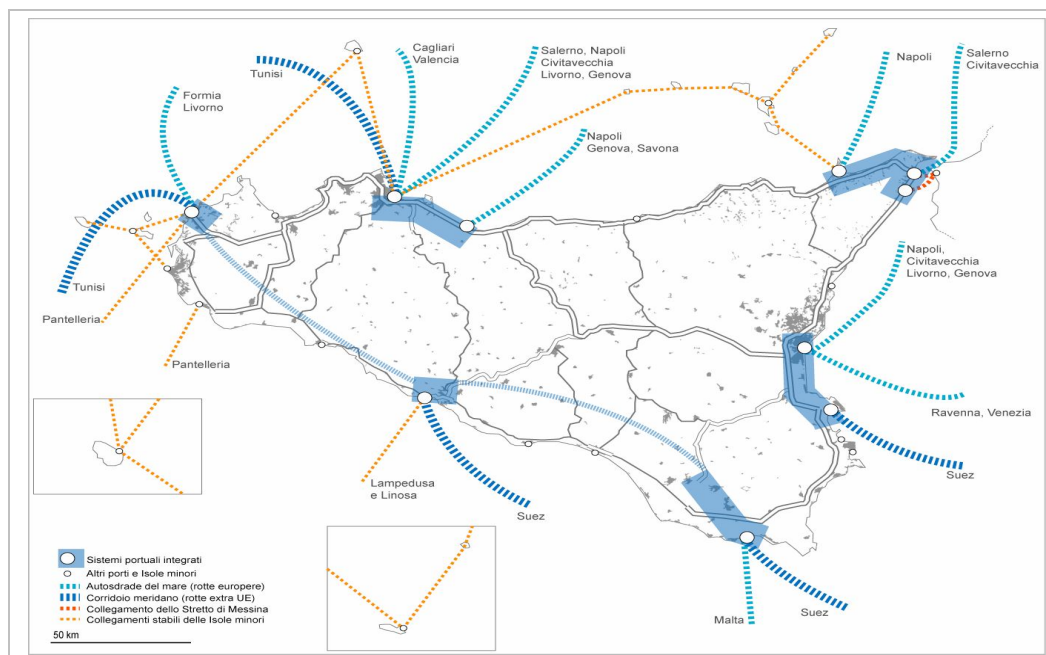 Cagliari
Valencia
Salerno, Napoli
Civitavecchia
Livorno, Genova
Napoli
Salerno
Civitavecchia
Tunisi
Formia
Livorno
Napoli
Genova, Savona
Napoli,
Civitavecchia
Livorno, Genova
Tunisi
Pantelleria
Pantelleria
Ravenna, Venezia
Lampedusa
e Linosa
Suez
Suez
Suez
Malta
Sistemi portuali integrati
Altri porti e Isole minori
Autosdrade del mare (rotte europere)
Corridoio meridano (rotte extra UE)
Collegamento dello Stretto di Messina
Collegamenti stabili delle Isole minori
50 km